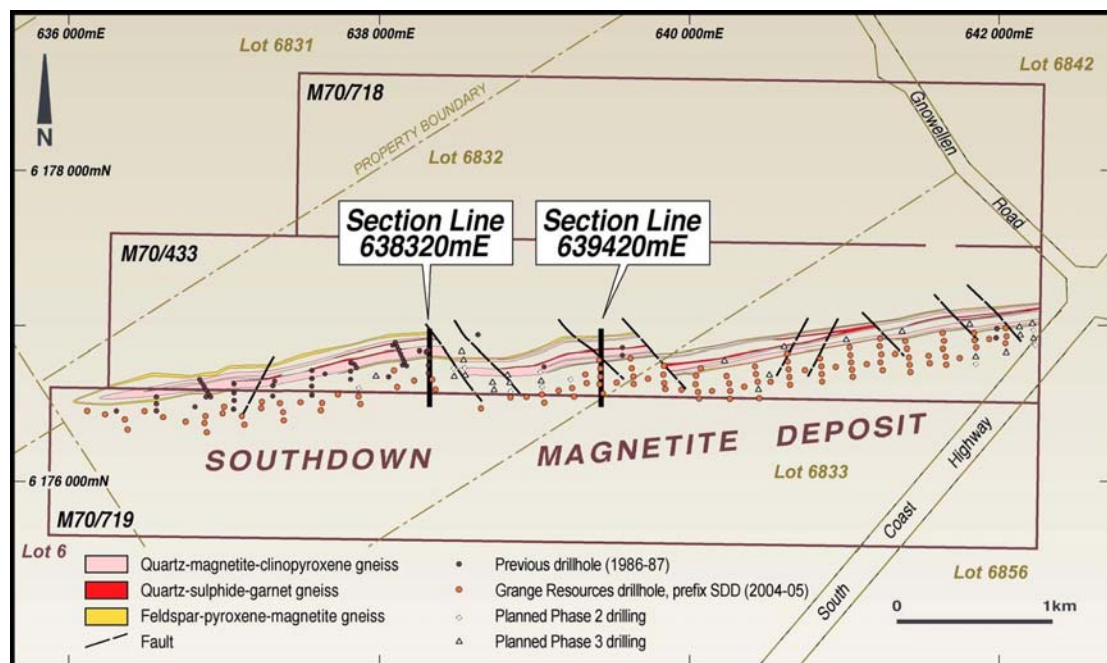 636 000mE
638 000mE
640 000mE
642 000mE
Lot 6831
Lot 6842
M70/718
Gnowellen
Road
N
PROPERTY BOUNDARY
Lot 6832
6 178 000mN
Section Line
638320mE
Section Line
639420mE
M70/433
SOUTHDOWN MAGNETITE DEPOSIT
Lot 6833
6 176 000mN
South Coast Highway
M70/719
Lot 6
Lot 6856
Quartz-magnetite-clinopyroxene gneiss
Quartz-sulphide-garnet gneiss
Feldspar-pyroxene-magnetite gneiss
Fault
Previous drillhole (1986-87)
Grange Resources drillhole, prefix SDD (2004-05)
Planned Phase 2 drilling
Planned Phase 3 drilling
0
1km